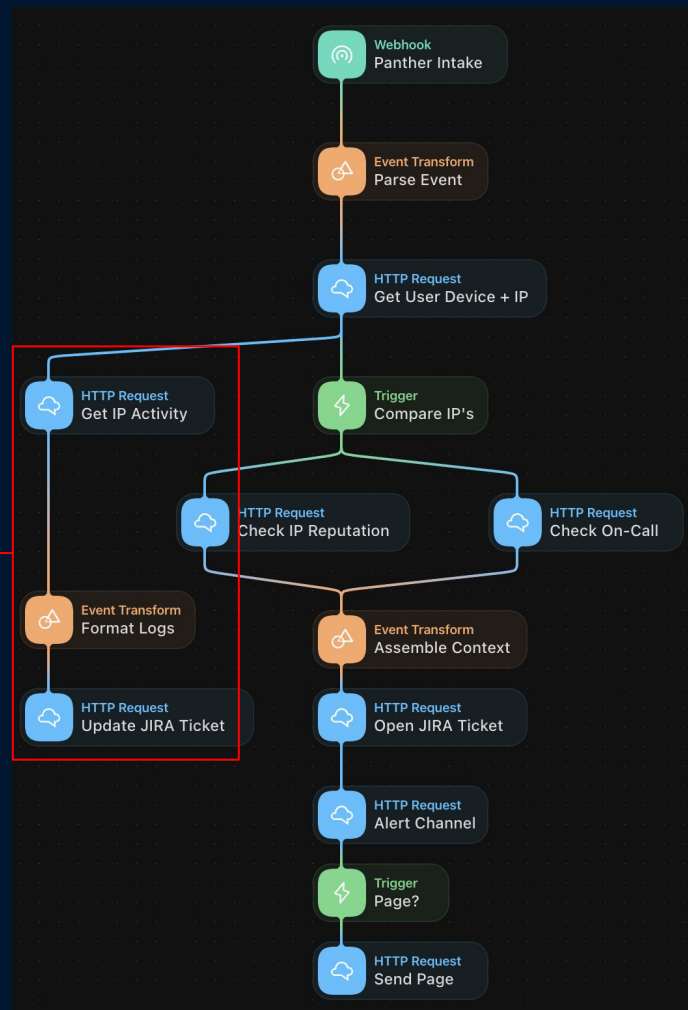 Webhook
Panther Intake
Event Transform
Parse Event
HTTP Request
Get User Device + IP
HTTP Request
Get IP Activity
Trigger
Compare IP's
HTTP Request
Check IP Reputation
HTTP Request
Check On-Call
Event Transform
Format Logs
Event Transform
Assemble Context
HTTP Request
Update JIRA Ticket
HTTP Request
Open JIRA Ticket
HTTP Request
Alert Channel
Trigger
Page?
HTTP Request
Send Page